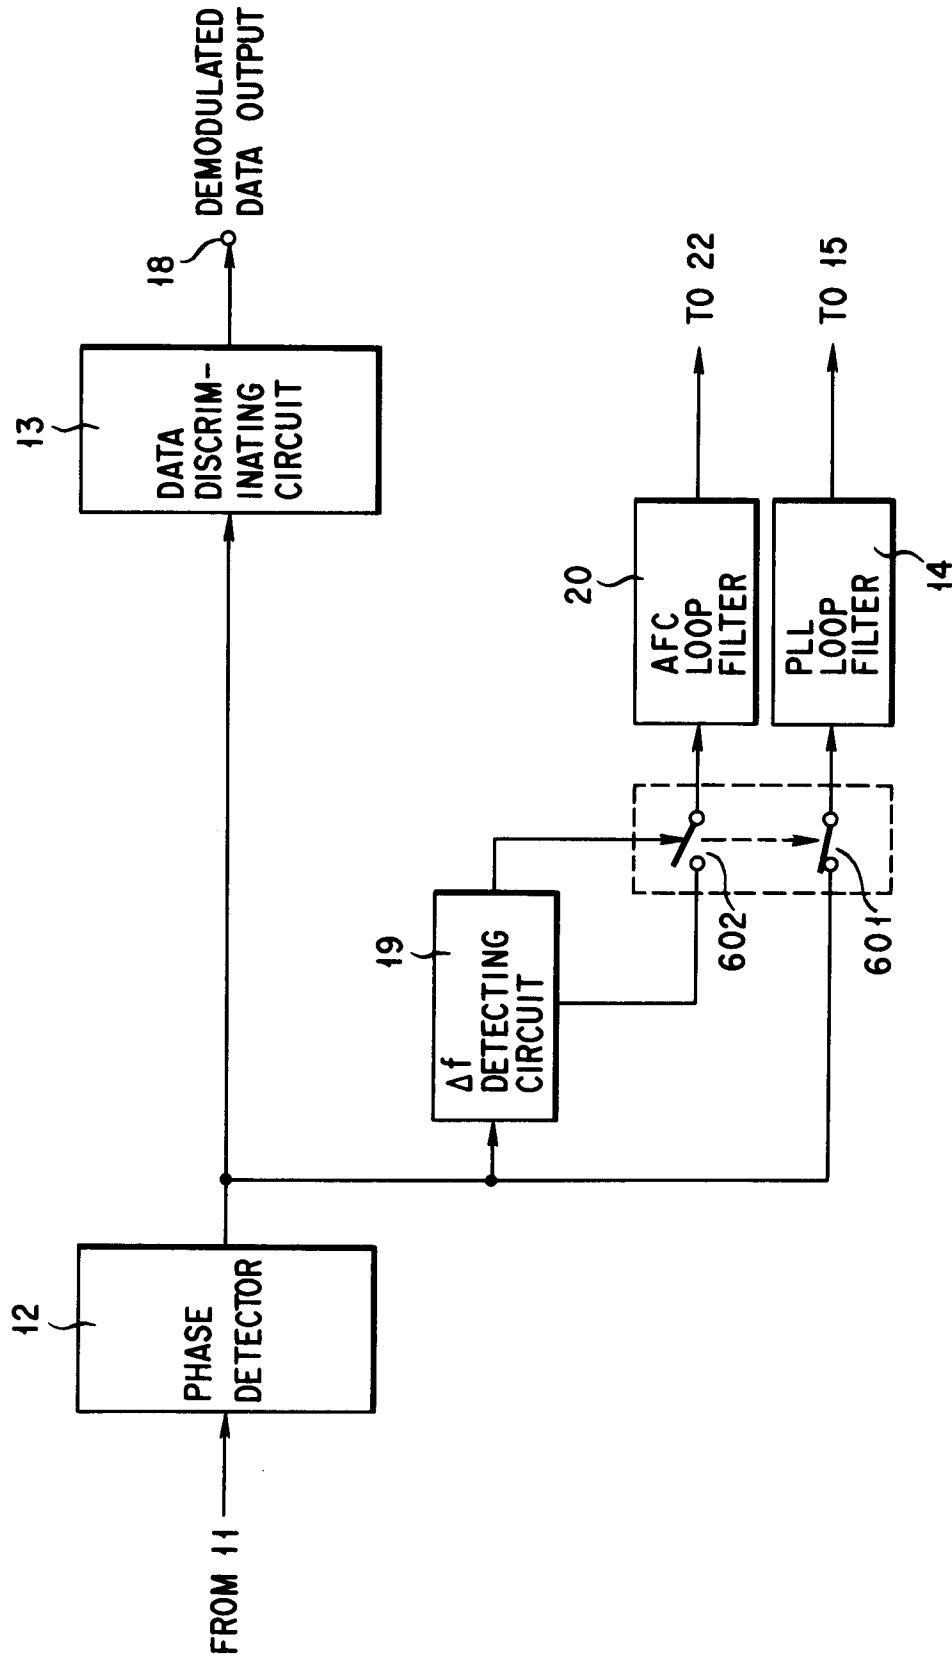 FROM 11
12
PHASE
DETECTOR
13
DATA
DISCRIM-
INATING
CIRCUIT
18
DEMODULATED
DATA OUTPUT
19
Δf
DETECTING
CIRCUIT
602
601
20
AFC
LOOP
FILTER
TO 22
PLL
LOOP
FILTER
14
TO 15